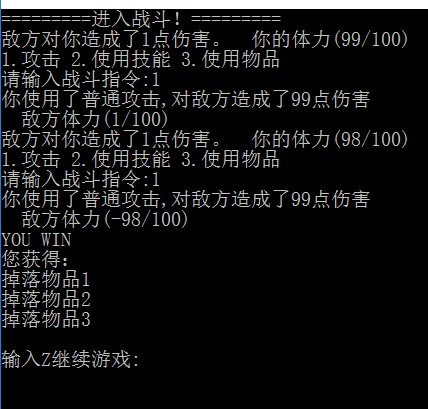 =========进入战斗！=========
敌方对你造成了1点伤害。  你的体力(99/100)
1.攻击 2.使用技能 3.使用物品
请输入战斗指令:1
你使用了普通攻击,对敌方造成了99点伤害
  敌方体力(1/100)
敌方对你造成了1点伤害。  你的体力(98/100)
1.攻击 2.使用技能 3.使用物品
请输入战斗指令:1
你使用了普通攻击,对敌方造成了99点伤害
  敌方体力(-98/100)
YOU WIN
您获得:
掉落物品1
掉落物品2
掉落物品3
输入Z继续游戏: